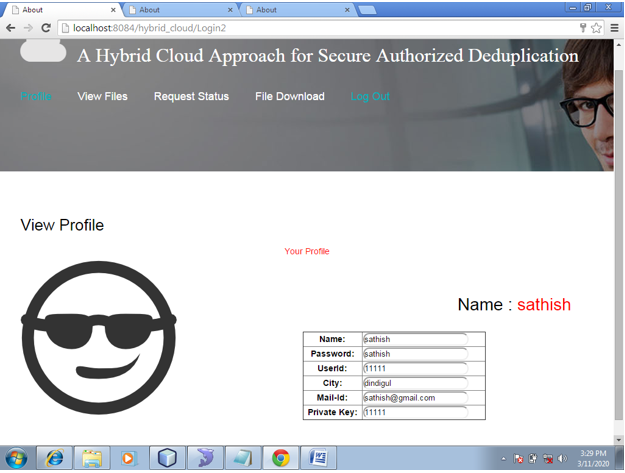 About
About
About
localhost:8084/hybrid_cloud/Login2
A Hybrid Cloud Approach for Secure Authorized Deduplication
Profile View Files Request Status File Download Log Out
View Profile
Your Profile
Name : sathish
Name: sathish
Password: sathish
UserId: 11111
City: dindigul
Mail-Id: sathish@gmail.com
Private Key: 11111
3:29 PM
3/11/2020